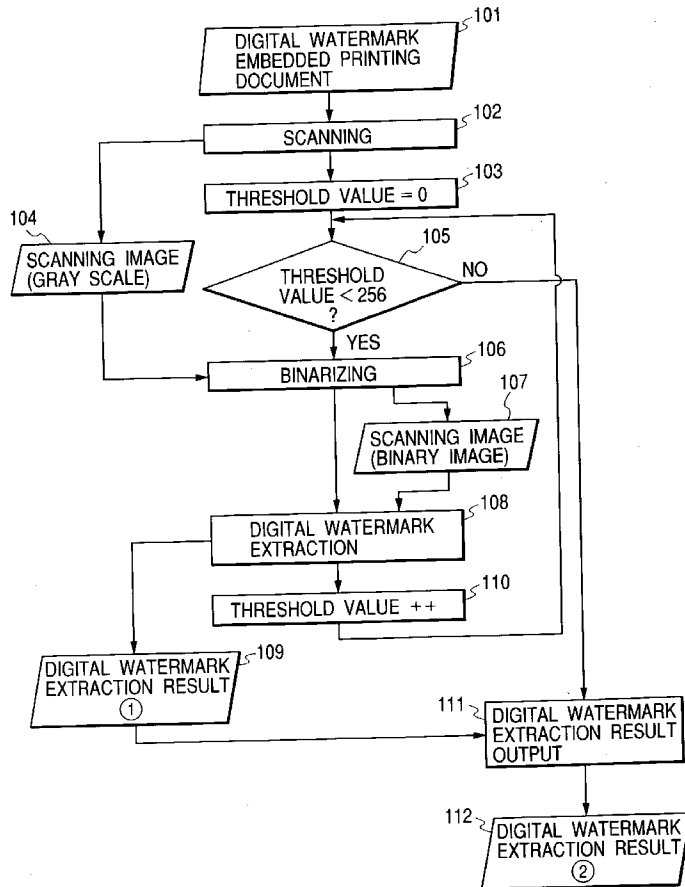 101
DIGITAL WATERMARK
EMBEDDED PRINTING
DOCUMENT
102
SCANNING
103
THRESHOLD VALUE = 0
104
SCANNING IMAGE
(GRAY SCALE)
105
THRESHOLD
VALUE < 256
?
NO
YES
106
BINARIZING
107
SCANNING IMAGE
(BINARY IMAGE)
108
DIGITAL WATERMARK
EXTRACTION
110
THRESHOLD VALUE ++
109
DIGITAL WATERMARK
EXTRACTION RESULT
①
111
DIGITAL WATERMARK
EXTRACTION RESULT
OUTPUT
112
DIGITAL WATERMARK
EXTRACTION RESULT
②